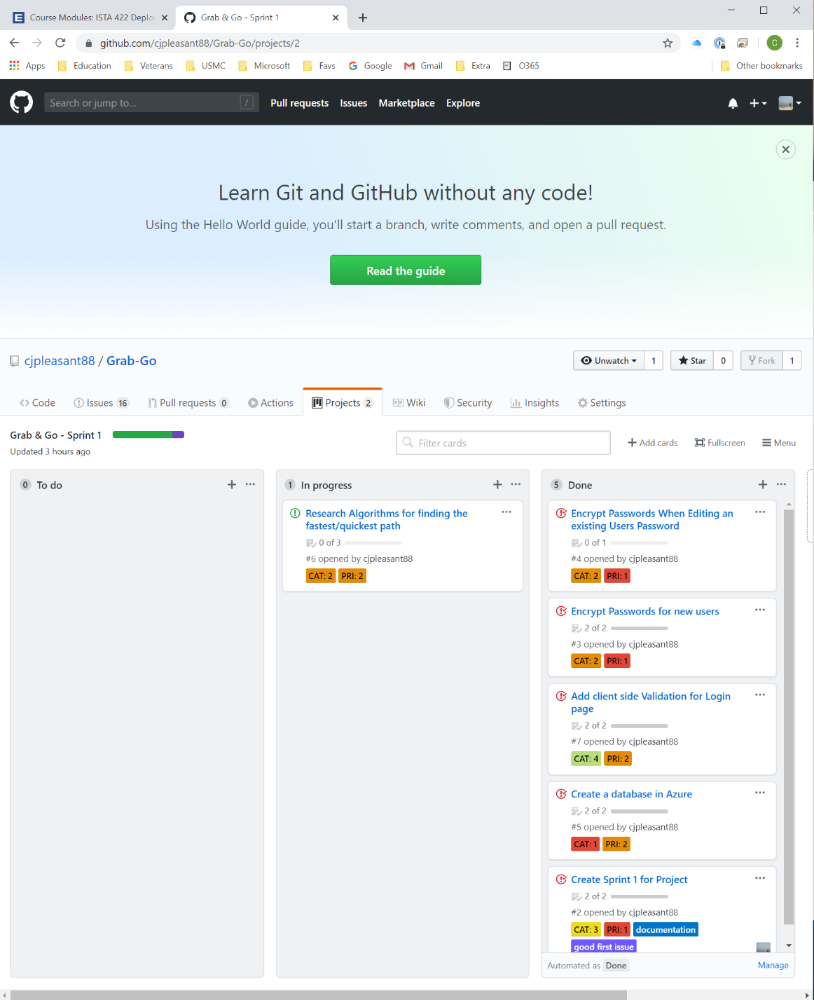 Course Modules: ISTA 422 Deplo
Grab & Go - Sprint 1
github.com/cjpleasant88/Grab-Go/projects/2
C
Apps Education Veterans USMC Microsoft Favs Google Gmail Extra O365 Other bookmarks
Search or jump to... / Pull requests Issues Marketplace Explore
Learn Git and GitHub without any code!
Using the Hello World guide, you’ll start a branch, write comments, and open a pull request.
Read the guide
cjpleasant88 / Grab-Go Unwatch 1 Star 0 Fork 1
Code Issues 16 Pull requests 0 Actions Projects 2 Wiki Security Insights Settings
Grab & Go - Sprint 1
Updated 3 hours ago
Filter cards Add cards Fullscreen Menu
0 To do
1 In progress
Research Algorithms for finding the
fastest/quickest path
0 of 3
#6 opened by cjpleasant88
CAT: 2 PRI: 2
5 Done
Encrypt Passwords When Editing an
existing Users Password
0 of 1
#4 opened by cjpleasant88
CAT: 2 PRI: 1
Encrypt Passwords for new users
2 of 2
#3 opened by cjpleasant88
CAT: 2 PRI: 1
Add client side Validation for Login
page
2 of 2
#7 opened by cjpleasant88
CAT: 4 PRI: 2
Create a database in Azure
2 of 2
#5 opened by cjpleasant88
CAT: 1 PRI: 2
Create Sprint 1 for Project
2 of 2
#2 opened by cjpleasant88
CAT: 3 PRI: 1 documentation
good first issue
Automated as Done Manage